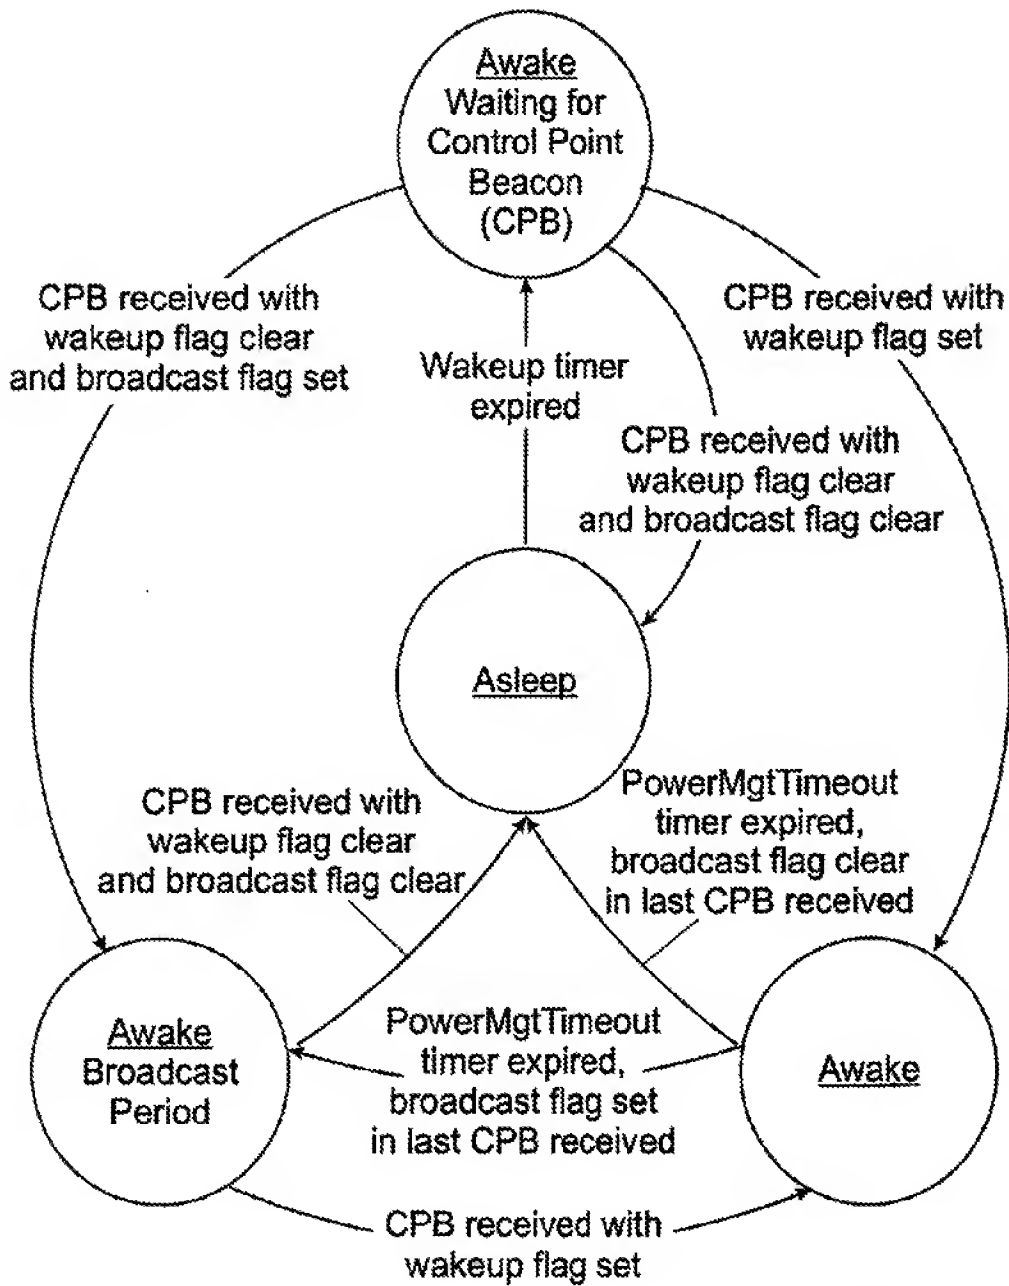 Awake
Waiting for
Control Point
Beacon
(CPB)
CPB received with
wakeup flag clear
and broadcast flag set
CPB received with
wakeup flag set
Wakeup timer
expired
CPB received with
wakeup flag clear
and broadcast flag clear
Asleep
CPB received with
wakeup flag clear
and broadcast flag clear
PowerMgtTimeout
timer expired,
broadcast flag clear
in last CPB received
Awake
Broadcast
Period
PowerMgtTimeout
timer expired,
broadcast flag set
in last CPB received
Awake
CPB received with
wakeup flag set